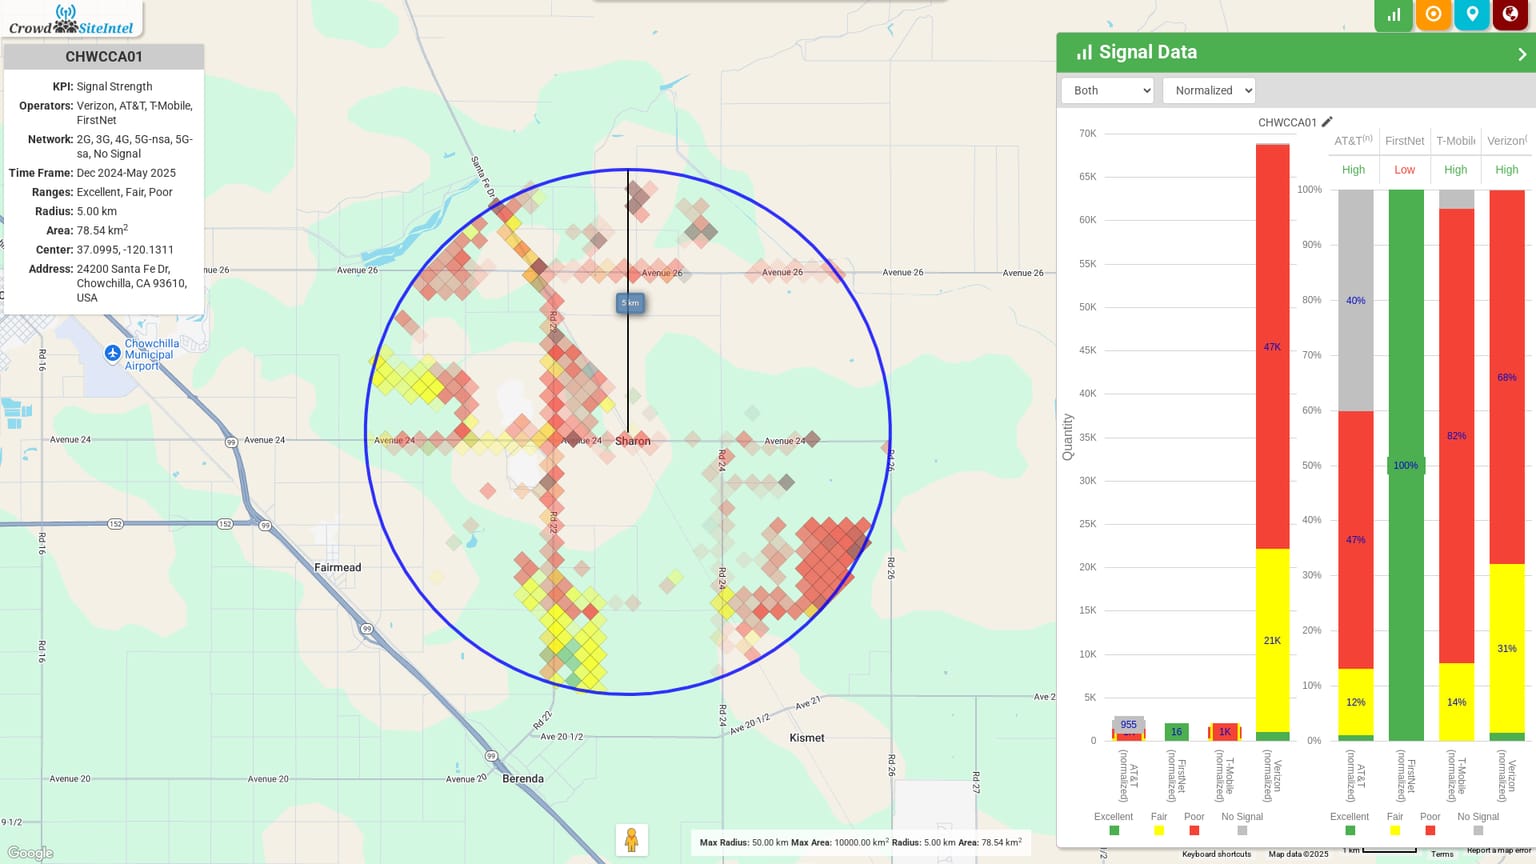 CrowdSiteIntel
CHWCCA01
KPI: Signal Strength
Operators: Verizon, AT&T, T-Mobile,
FirstNet
Network: 2G, 3G, 4G, 5G-nsa, 5G-
sa, No Signal
Time Frame: Dec 2024-May 2025
Ranges: Excellent, Fair, Poor
Radius: 5.00 km
Area: 78.54 km2
Center: 37.0995, -120.1311
Address: 24200 Santa Fe Dr,
Chowchilla, CA 93610,
USA
Santa Fe Dr
nue 26
Avenue 26
Avenue 26
Avenue 26
Avenue 26
Avenue 26
5 km
Rd 22
Chowchilla
Municipal
Airport
Rd 16
Avenue 24
Avenue 24
Avenue 24
nue 24
Sharon
Avenue 24
99
Rd 24
Rd 26
152
152
99
Rd 22
Rd 16
Fairmead
Rd 24
Rd 26
99
Rd 16
Ave 2
Rd 22
Rd 24
Ave 21
Ave 20 1/2
Ave 20 1/2
Kismet
99
Rd 26
Rd 27
Avenue 20
Avenue 20
Avenue 20
Berenda
9 1/2
Google
Max Radius: 50.00 km Max Area: 10000.00 km2 Radius: 5.00 km Area: 78.54 km2
Keyboard shortcuts
Map data ©2025
1 km
Terms
Report a map error
Signal Data
Both
Normalized
CHWCCA01
Quantity
70K
65K
60K
55K
50K
45K
40K
35K
30K
25K
20K
15K
10K
5K
0
955
16
1K
47K
21K
AT&T
(normalized)
FirstNet
(normalized)
T-Mobile
(normalized)
Verizon
(normalized)
Excellent
Fair
Poor
No Signal
AT&T(n)
FirstNet
T-Mobile
Verizon(
High
Low
High
High
100%
90%
80%
70%
60%
50%
40%
30%
20%
10%
0%
40%
47%
12%
100%
82%
14%
68%
31%
AT&T
(normalized)
FirstNet
(normalized)
T-Mobile
(normalized)
Verizon
(normalized)
Excellent
Fair
Poor
No Signal